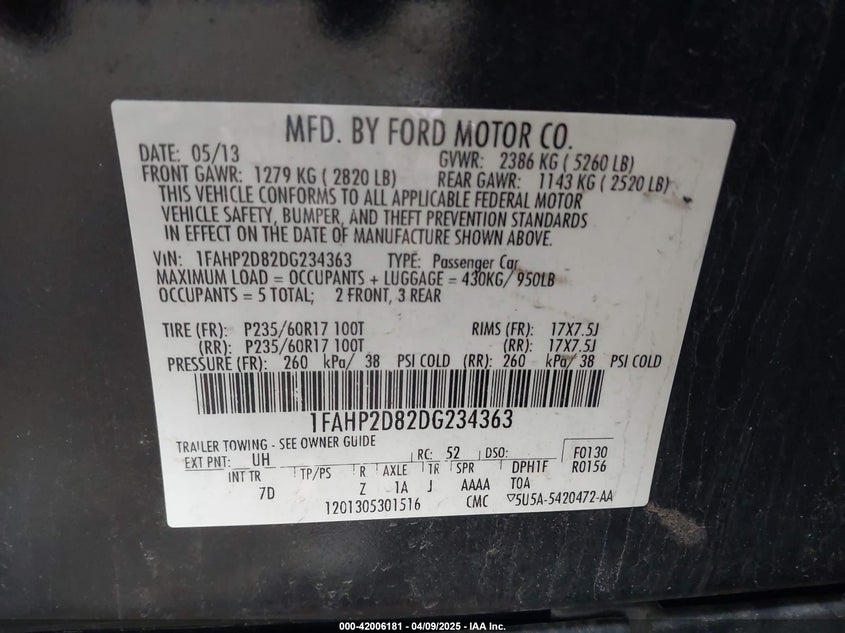 MFD. BY FORD MOTOR CO.
DATE: 05/13 GVWR: 2386 KG ( 5260 LB)
FRONT GAWR: 1279 KG ( 2820 LB) REAR GAWR: 1143 KG ( 2520 LB)
THIS VEHICLE CONFORMS TO ALL APPLICABLE FEDERAL MOTOR
VEHICLE SAFETY, BUMPER, AND THEFT PREVENTION STANDARDS
IN EFFECT ON THE DATE OF MANUFACTURE SHOWN ABOVE.
VIN: 1FAHP2D82DG234363 TYPE: Passenger Car
MAXIMUM LOAD = OCCUPANTS + LUGGAGE = 430KG/ 950LB
OCCUPANTS = 5 TOTAL; 2 FRONT, 3 REAR
TIRE (FR): P235/60R17 100T RIMS (FR): 17X7.5J
(RR): P235/60R17 100T (RR): 17X7.5J
PRESSURE (FR): 260 kPa/ 38 PSI COLD (RR): 260 kPa/ 38 PSI COLD
1FAHP2D82DG234363
TRAILER TOWING - SEE OWNER GUIDE
EXT PNT: UH RC: 52 DSO: F0130
INT TR TP/PS R AXLE TR SPR DPH1F R0156
7D Z 1A J AAAA TOA
1201305301516 CMC 5U5A-5420472-AA
000-42006181 - 04/09/2025 - IAA Inc.